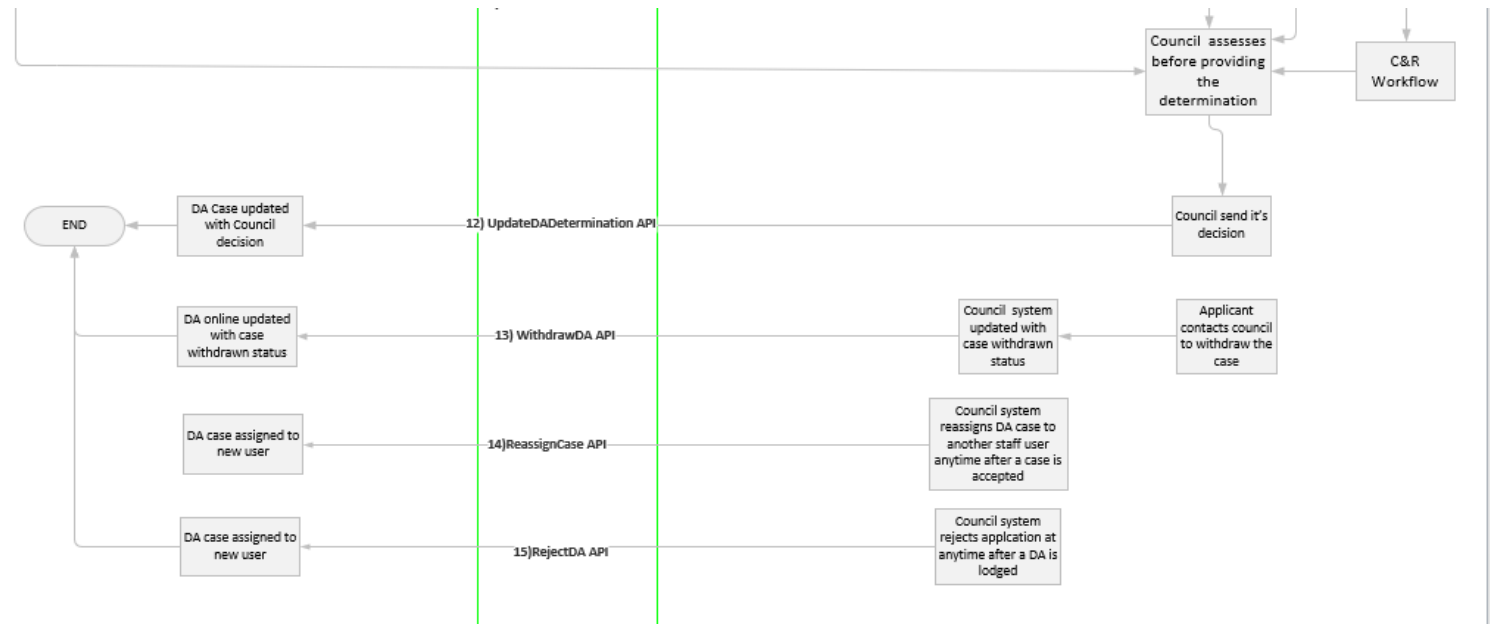 Council assesses
before providing
the
determination
C&R
Workflow
END
DA Case updated
with Council
decision
12) UpdateDADetermination API
Council send it's
decision
DA online updated
with case
withdrawn status
13) WithdrawDA API
Council system
updated with
case withdrawn
status
Applicant
contacts council
to withdraw the
case
DA case assigned to
new user
14)ReassignCase API
Council system
reassigns DA case to
another staff user
anytime after a case is
accepted
DA case assigned to
new user
15)RejectDA API
Council system
rejects applcation at
anytime after a DA is
lodged